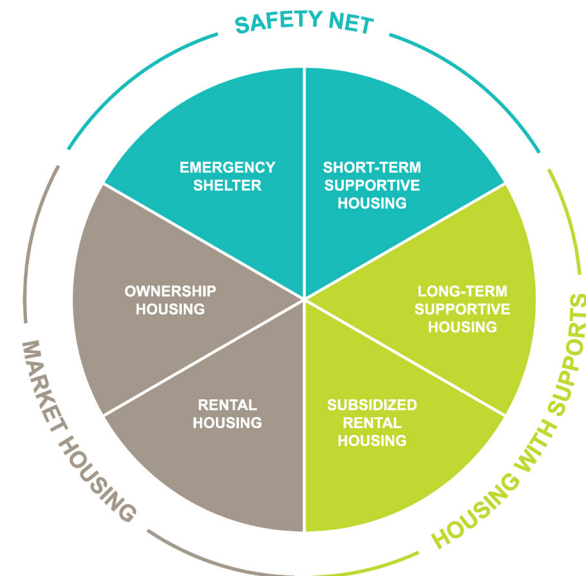 SAFETY NET
EMERGENCY
SHELTER
SHORT-TERM
SUPPORTIVE
HOUSING
OWNERSHIP
HOUSING
LONG-TERM
SUPPORTIVE
HOUSING
RENTAL
HOUSING
SUBSIDIZED
RENTAL
HOUSING
MARKET HOUSING
HOUSING WITH SUPPORTS